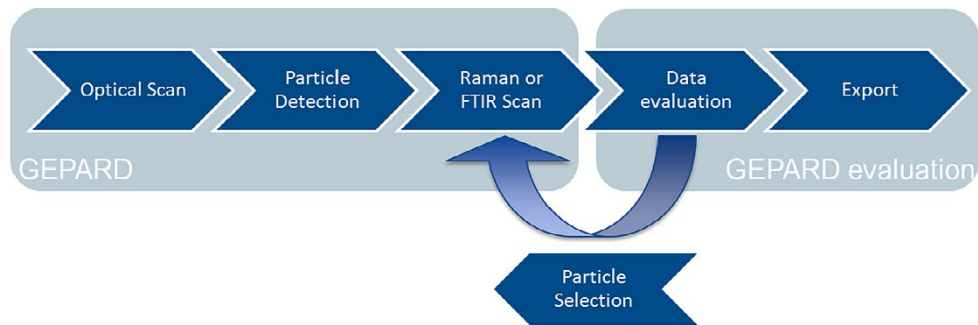 Optical Scan
Particle
Detection
Raman or
FTIR Scan
Data
evaluation
Export
GEPARD
GEPARD evaluation
Particle
Selection